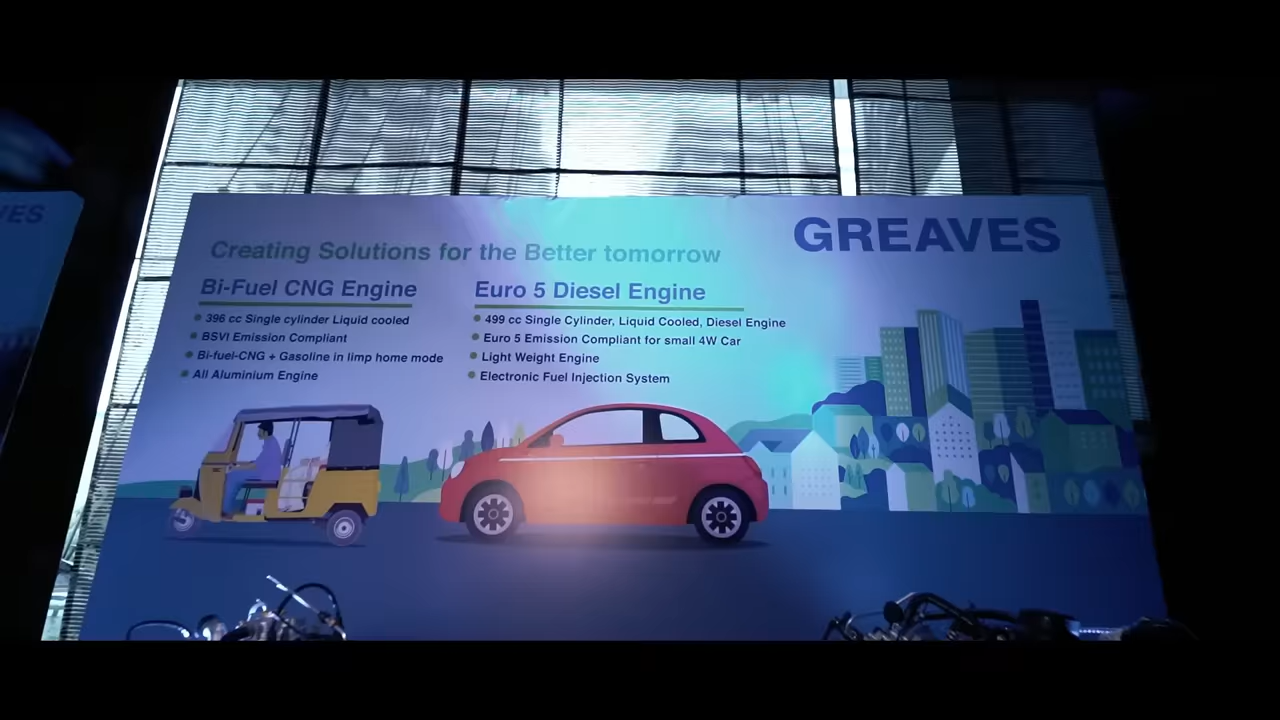 VES
GREAVES
Creating Solutions for the Better tomorrow
Bi-Fuel CNG Engine
396 cc Single cylinder Liquid cooled
BSVI Emission Compliant
Bi-fuel-CNG + Gasoline in limp home mode
All Aluminium Engine
Euro 5 Diesel Engine
499 cc Single Cylinder, Liquid Cooled, Diesel Engine
Euro 5 Emission Compliant for small 4W Car
Light Weight Engine
Electronic Fuel Injection System